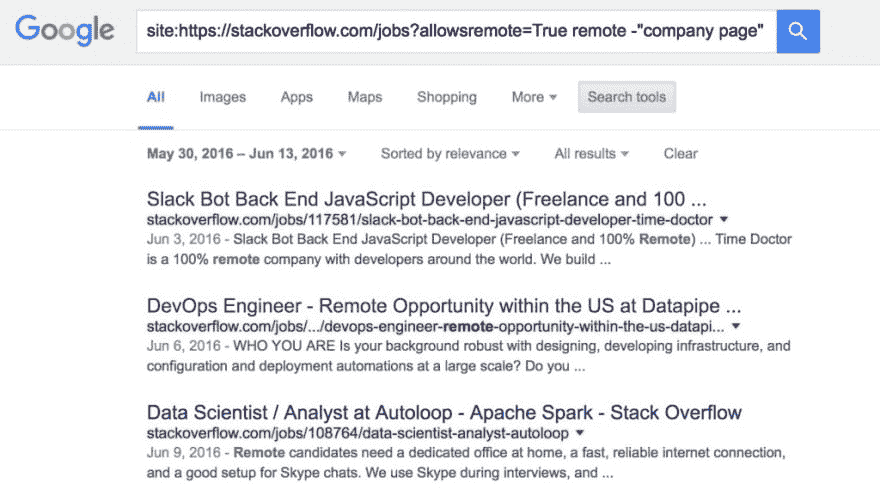 Google
site:https://stackoverflow.com/jobs?allowsremote=True remote -"company page"
All Images Apps Maps Shopping More Search tools
May 30, 2016 – Jun 13, 2016 Sorted by relevance All results Clear
Slack Bot Back End JavaScript Developer (Freelance and 100 ...
stackoverflow.com/jobs/117581/slack-bot-back-end-javascript-developer-time-doctor
Jun 3, 2016 - Slack Bot Back End JavaScript Developer (Freelance and 100% Remote) ... Time Doctor
is a 100% remote company with developers around the world. We build ...
DevOps Engineer - Remote Opportunity within the US at Datapipe ...
stackoverflow.com/jobs/.../devops-engineer-remote-opportunity-within-the-us-datapi...
Jun 6, 2016 - WHO YOU ARE Is your background robust with designing, developing infrastructure, and
configuration and deployment automations at a large scale? Do you ...
Data Scientist / Analyst at Autoloop - Apache Spark - Stack Overflow
stackoverflow.com/jobs/108764/data-scientist-analyst-autoloop
Jun 9, 2016 - Remote candidates need a dedicated office at home, a fast, reliable internet connection,
and a good setup for Skype chats. We use Skype during interviews, and ...